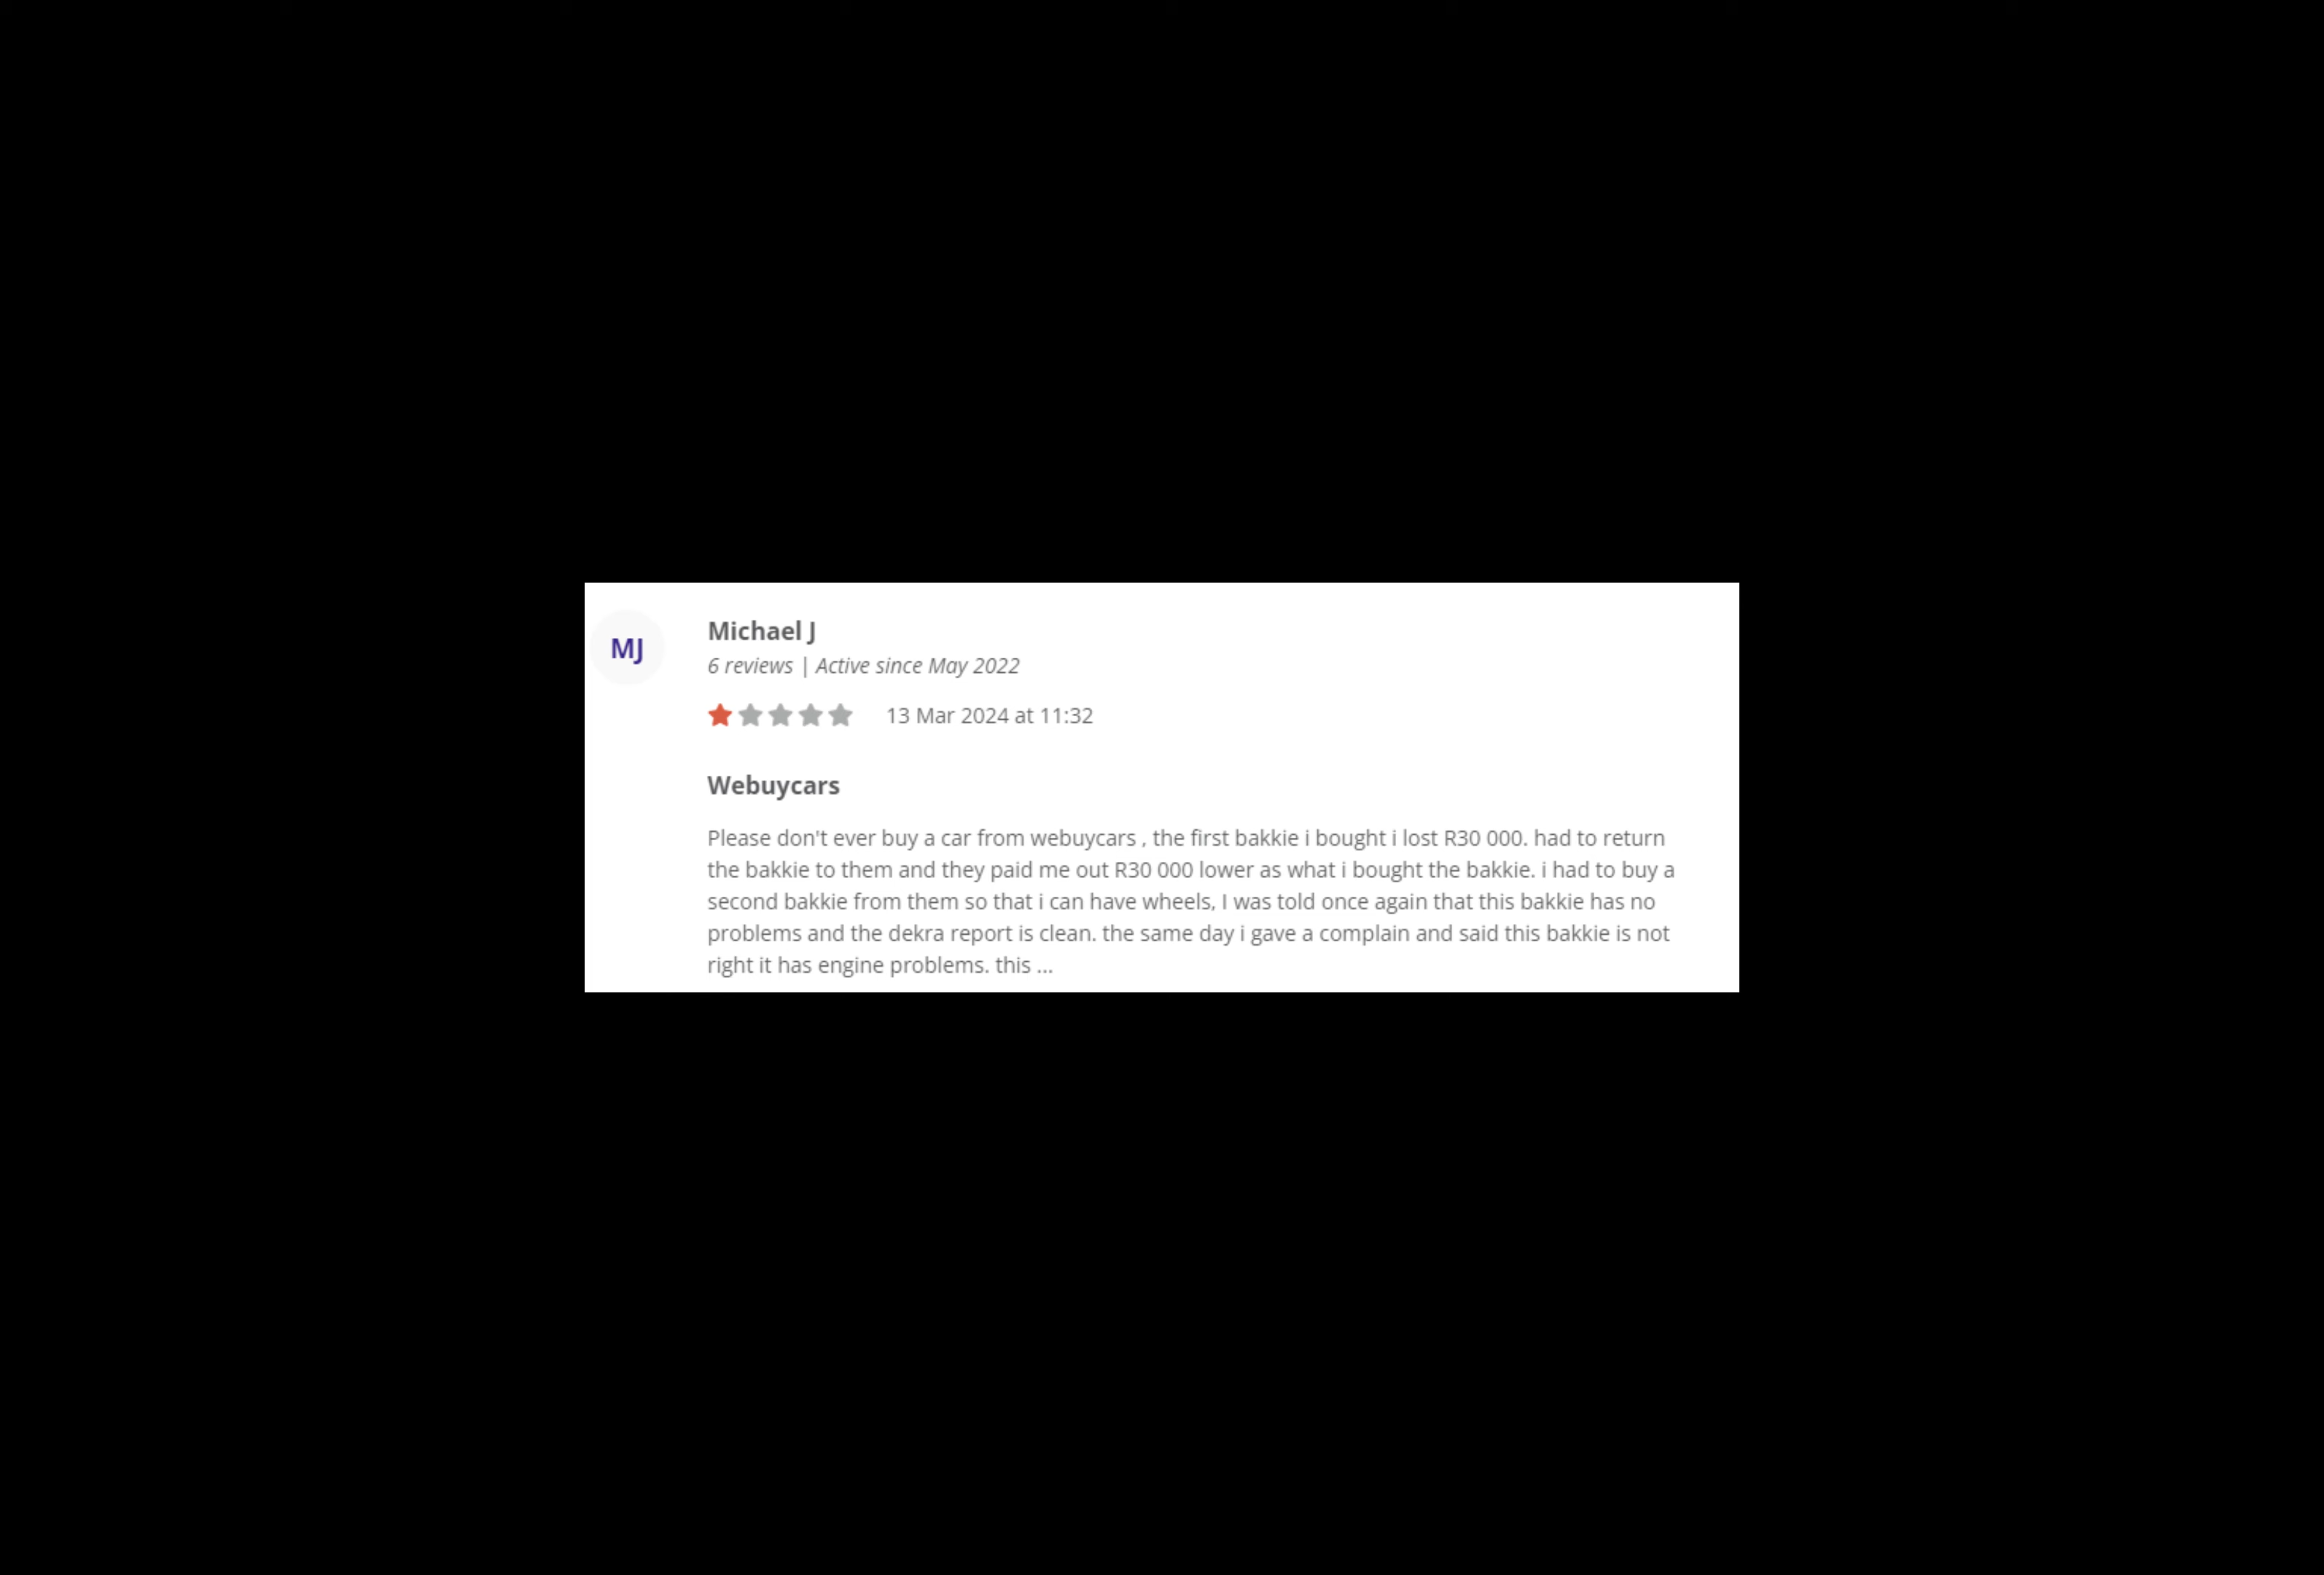 MJ
Michael J
6 reviews | Active since May 2022
13 Mar 2024 at 11:32
Webuycars
Please don't ever buy a car from webuycars , the first bakkie i bought i lost R30 000. had to return
the bakkie to them and they paid me out R30 000 lower as what i bought the bakkie. i had to buy a
second bakkie from them so that i can have wheels, I was told once again that this bakkie has no
problems and the dekra report is clean. the same day i gave a complain and said this bakkie is not
right it has engine problems. this ...